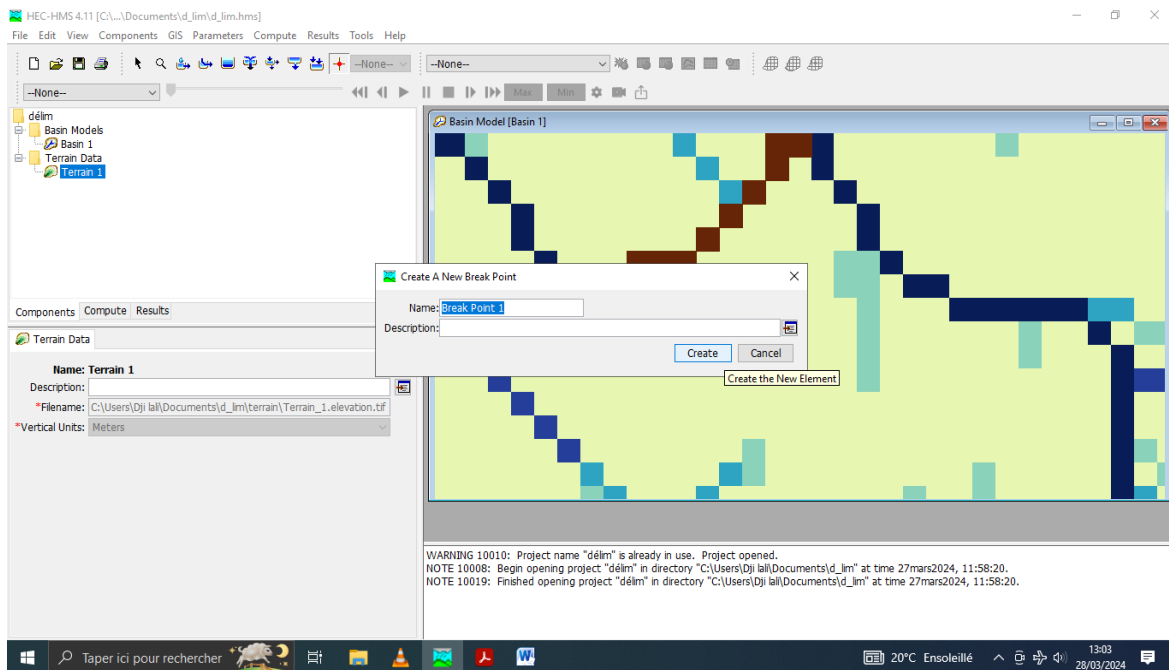 HEC-HMS 4.11 [C:\...\Documents\d_lim\d_lim.hms]
File Edit View Components GIS Parameters Compute Results Tools Help
--None-- --None--
--None-- Max Min
délim
Basin Models
Basin 1
Terrain Data
Terrain 1
Components Compute Results
Terrain Data
Name: Terrain 1
Description:
*Filename: C:\Users\Dji lali\Documents\d_lim\terrain\Terrain_1.elevation.tif
*Vertical Units: Meters
Basin Model [Basin 1]
Create A New Break Point
Name: Break Point 1
Description:
Create Cancel
Create the New Element
WARNING 10010: Project name "délim" is already in use. Project opened.
NOTE 10008: Begin opening project "délim" in directory "C:\Users\Dji lali\Documents\d_lim" at time 27mars2024, 11:58:20.
NOTE 10019: Finished opening project "délim" in directory "C:\Users\Dji lali\Documents\d_lim" at time 27mars2024, 11:58:20.
Taper ici pour rechercher
20°C Ensoleillé
13:03
28/03/2024